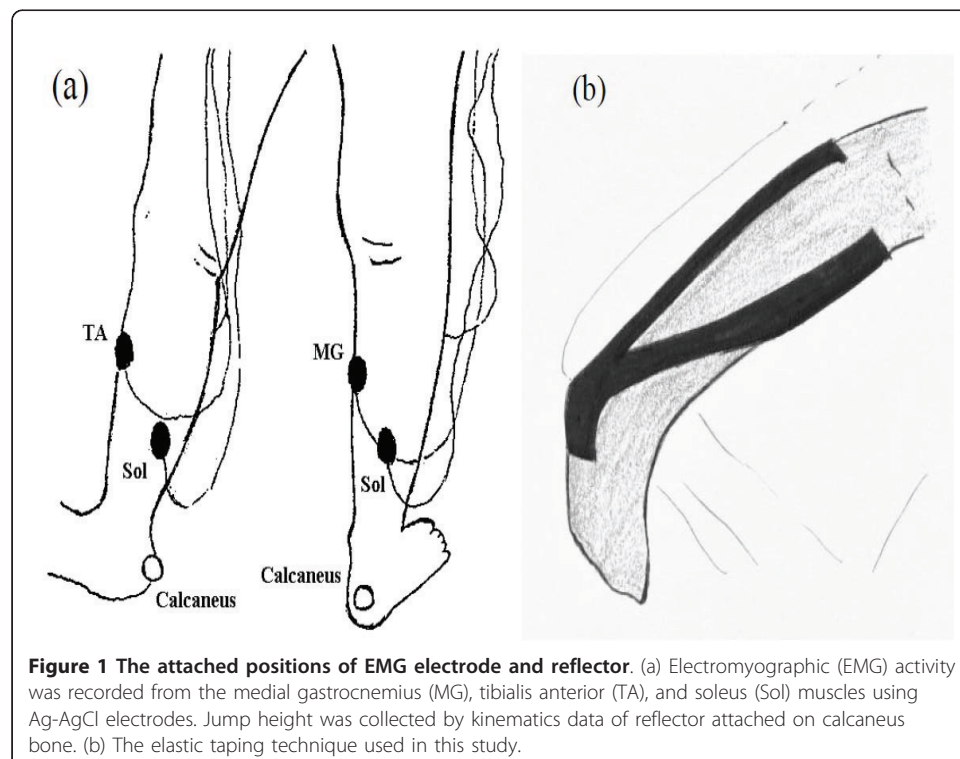 (a)
(b)
TA
MG
Sol
Sol
Calcaneus
Calcaneus
Figure 1 The attached positions of EMG electrode and reflector. (a) Electromyographic (EMG) activity
was recorded from the medial gastrocnemius (MG), tibialis anterior (TA), and soleus (Sol) muscles using
Ag-AgCl electrodes. Jump height was collected by kinematics data of reflector attached on calcaneus
bone. (b) The elastic taping technique used in this study.